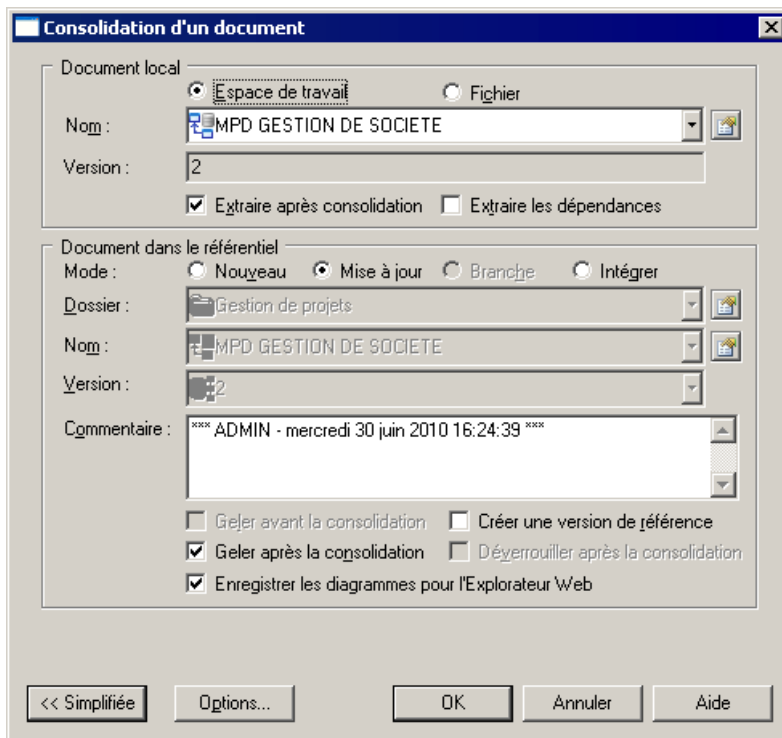 Consolidation d'un document
Document local
Espace de travail Fichier
Nom : MPD GESTION DE SOCIETE
Version : 2
Extraire après consolidation Extraire les dépendances
Document dans le référentiel
Mode : Nouveau Mise à jour Branche Intégrer
Dossier : Gestion de projets
Nom : MPD GESTION DE SOCIETE
Version : 2
Commentaire : *** ADMIN - mercredi 30 juin 2010 16:24:39 ***
Geler avant la consolidation Créer une version de référence
Geler après la consolidation Déverrouiller après la consolidation
Enregistrer les diagrammes pour l'Explorateur Web
<< Simplifiée Options... OK Annuler Aide